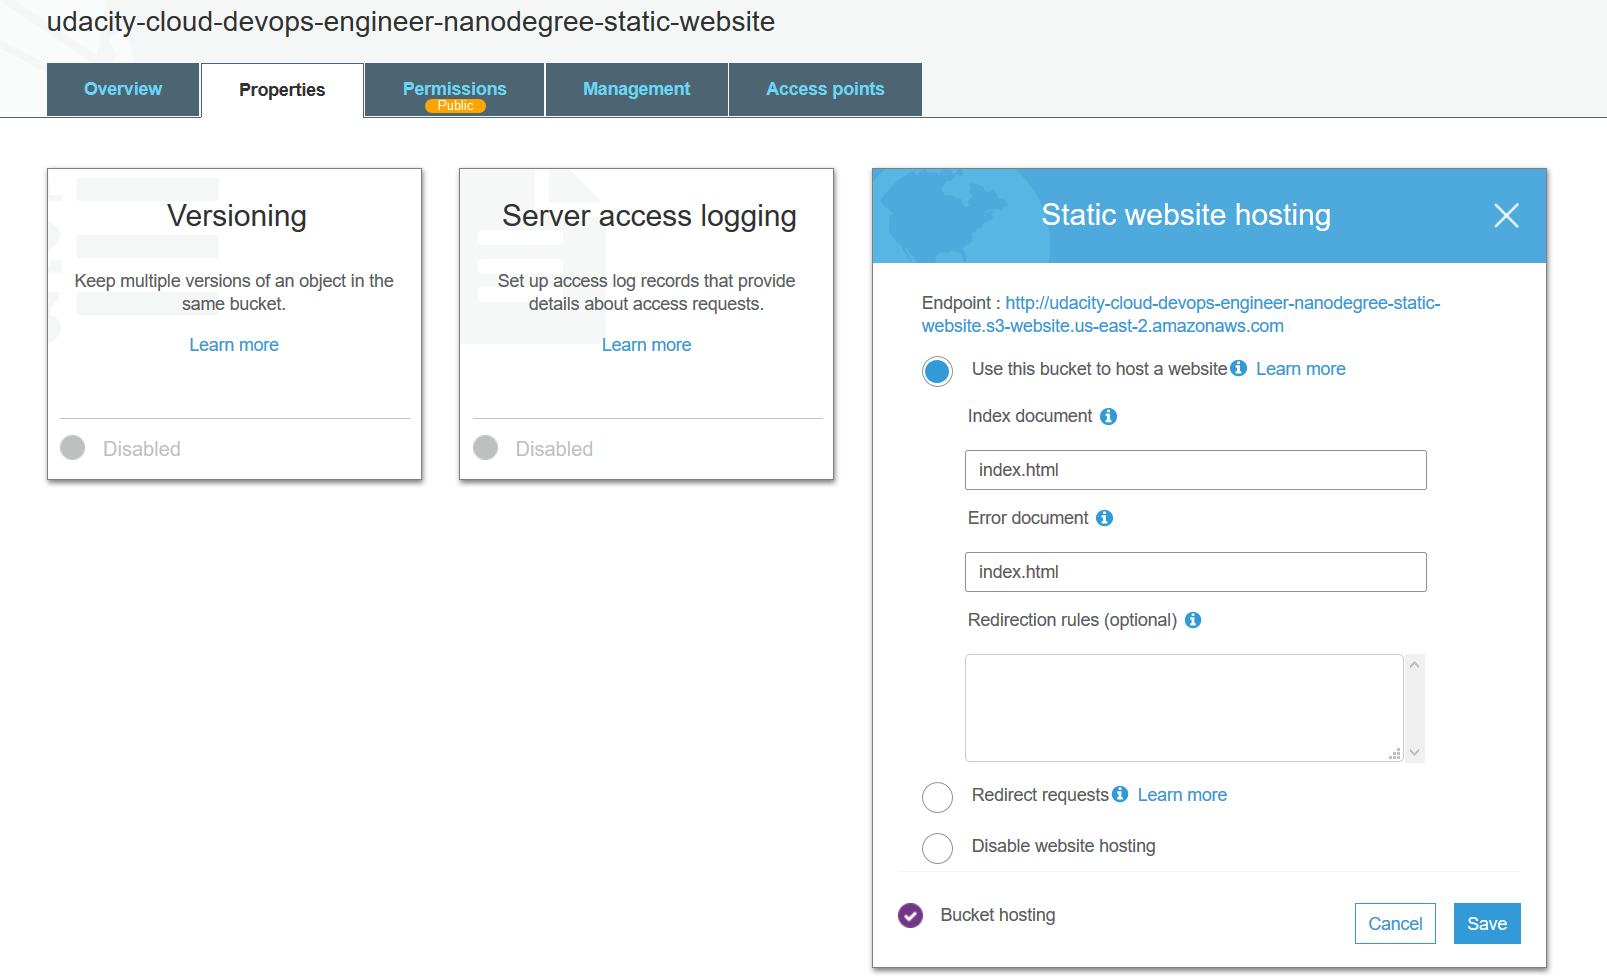 udacity-cloud-devops-engineer-nanodegree-static-website
Overview
Properties
Permissions
Public
Management
Access points
Versioning
Keep multiple versions of an object in the
same bucket.
Learn more
Disabled
Server access logging
Set up access log records that provide
details about access requests.
Learn more
Disabled
Static website hosting
Endpoint : http://udacity-cloud-devops-engineer-nanodegree-static-
website.s3-website.us-east-2.amazonaws.com
Use this bucket to host a website Learn more
Index document
index.html
Error document
index.html
Redirection rules (optional)
Redirect requests Learn more
Disable website hosting
Bucket hosting
Cancel
Save